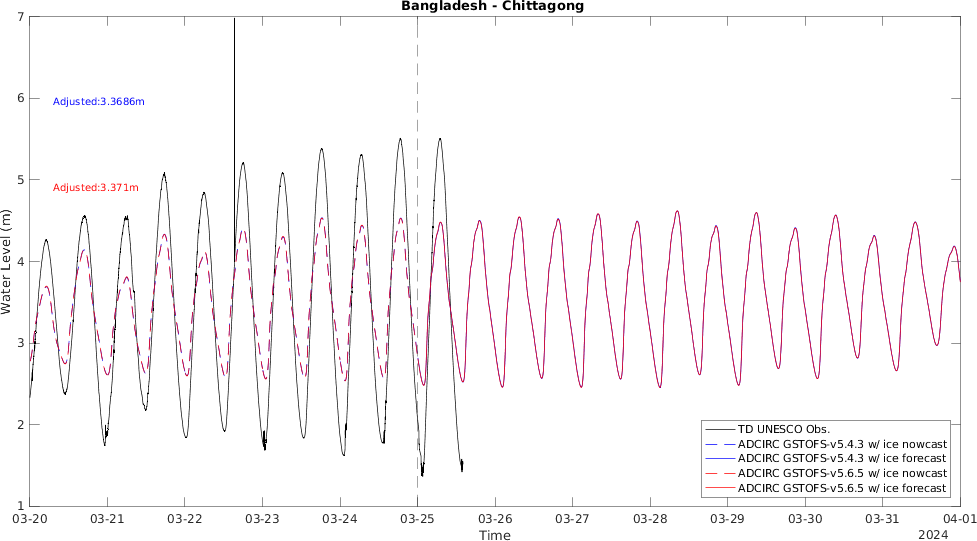 Bangladesh - Chittagong
7
6
5
4
3
2
1
Water Level (m)
Adjusted:3.3686m
Adjusted:3.371m
TD UNESCO Obs.
ADCIRC GSTOFS-v5.4.3 w/ ice nowcast
ADCIRC GSTOFS-v5.4.3 w/ ice forecast
ADCIRC GSTOFS-v5.6.5 w/ ice nowcast
ADCIRC GSTOFS-v5.6.5 w/ ice forecast
03-20 03-21 03-22 03-23 03-24 03-25 03-26 03-27 03-28 03-29 03-30 03-31 04-01
Time
2024